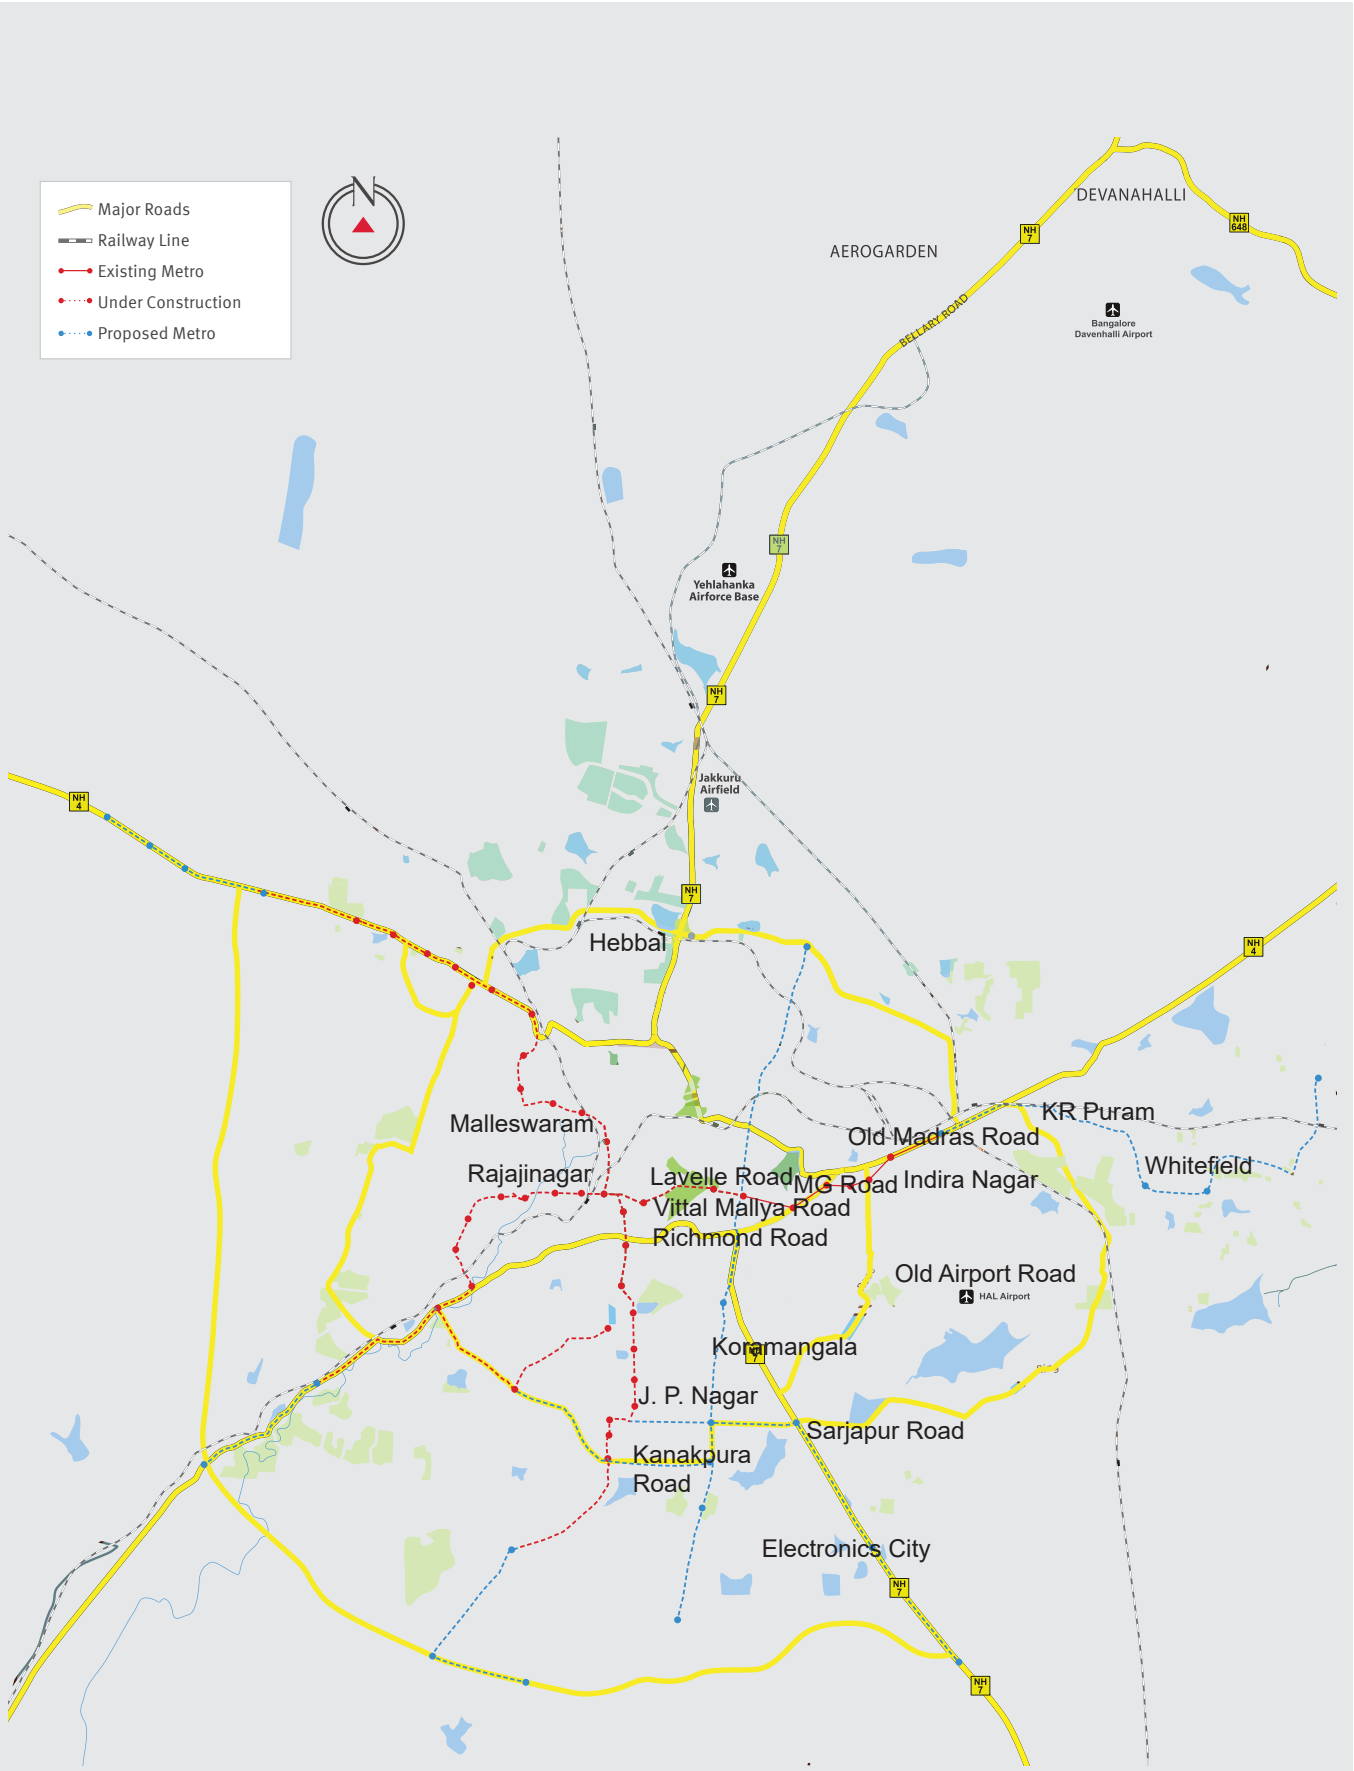 N
Major Roads
Railway Line
Existing Metro
Under Construction
Proposed Metro
DEVANAHALLI
NH
648
NH
7
AEROGARDEN
BELLARY ROAD
Bangalore
Davenhalli Airport
NH
7
Yehlahanka
Airforce Base
NH
7
Jakkuru
Airfield
NH
4
NH
7
Hebbal
NH
4
KR Puram
Malleswaram
Old Madras Road
Whitefield
Rajajinagar
Lavelle Road
MG Road
Indira Nagar
Vittal Mallya Road
Richmond Road
Old Airport Road
HAL Airport
Koramangala
7
J. P. Nagar
Sarjapur Road
Kanakpura
Road
Electronics City
NH
7
NH
7